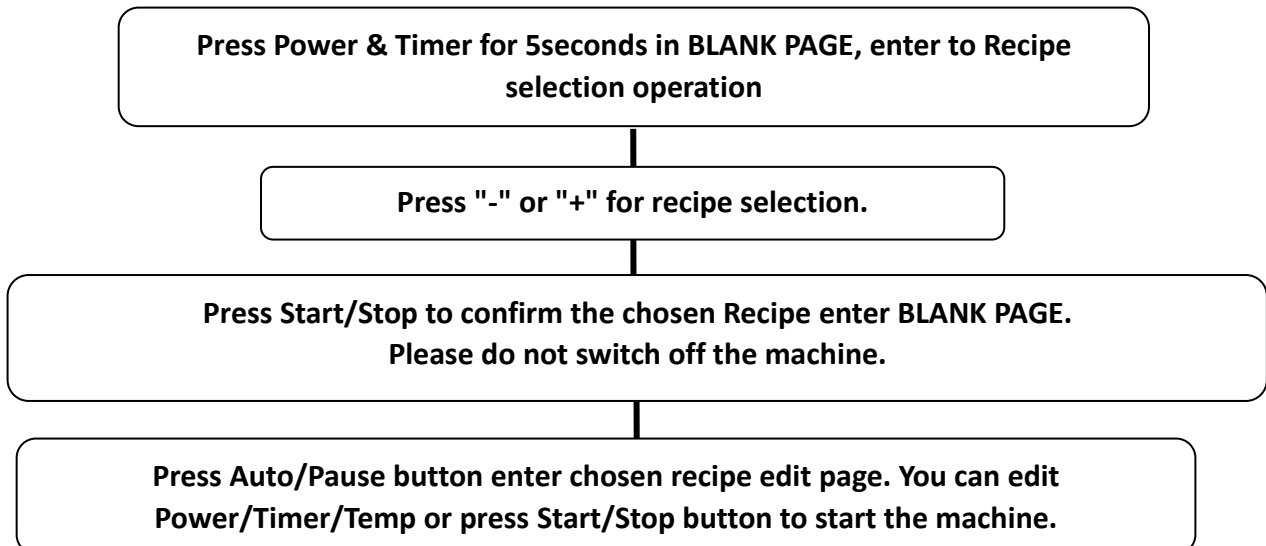 Press Power & Timer for 5seconds in BLANK PAGE, enter to Recipe
selection operation
Press "-" or "+" for recipe selection.
Press Start/Stop to confirm the chosen Recipe enter BLANK PAGE.
Please do not switch off the machine.
Press Auto/Pause button enter chosen recipe edit page. You can edit
Power/Timer/Temp or press Start/Stop button to start the machine.